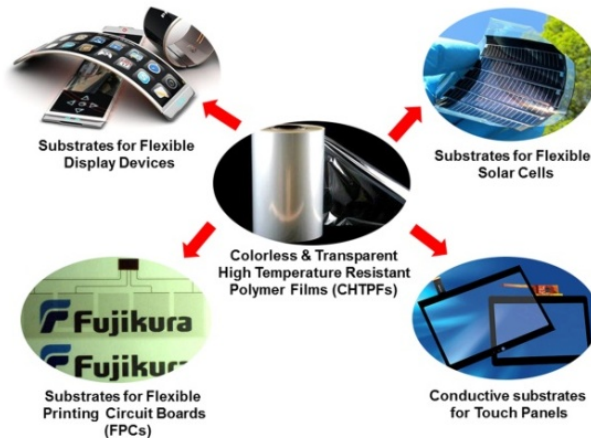 Substrates for Flexible
Display Devices
Substrates for Flexible
Solar Cells
Colorless & Transparent
High Temperature Resistant
Polymer Films (CHTPFs)
Fujikura
Fujikura
Substrates for Flexible
Printing Circuit Boards
(FPCs)
Conductive substrates
for Touch Panels